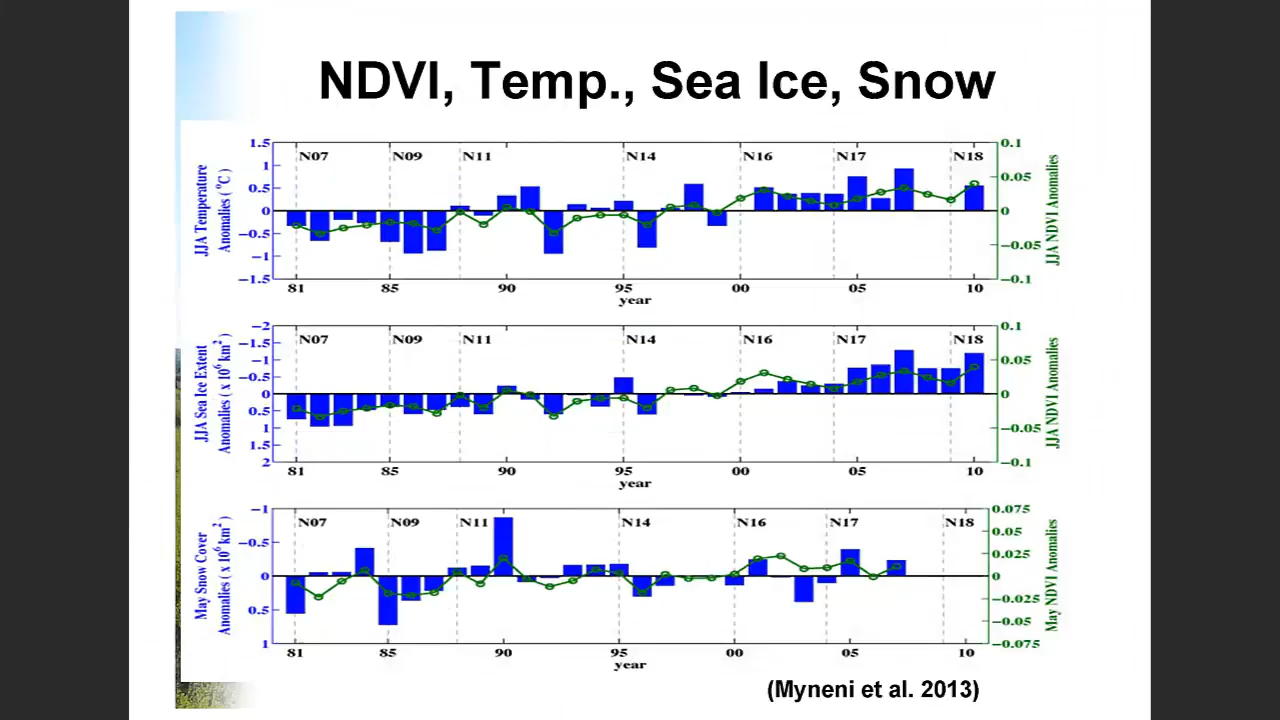 NDVI, Temp., Sea Ice, Snow
JJA Temperature
Anomalies (°C)
1.5
1
0.5
0
−0.5
−1
−1.5
N07 N09 N11 N14 N16 N17 N18
0.1
0.05
0
−0.05
−0.1
JJA NDVI Anomalies
81 85 90 95 00 05 10
year
JJA Sea Ice Extent
Anomalies (x 10⁶ km²)
−2
−1.5
−1
−0.5
0
0.5
1
1.5
2
N07 N09 N11 N14 N16 N17 N18
0.1
0.05
0
−0.05
−0.1
JJA NDVI Anomalies
81 85 90 95 00 05 10
year
May Snow Cover
Anomalies (x 10⁶ km²)
−1
−0.5
0
0.5
1
N07 N09 N11 N14 N16 N17 N18
0.075
0.05
0.025
0
−0.025
−0.05
−0.075
May NDVI Anomalies
81 85 90 95 00 05 10
year
(Myneni et al. 2013)